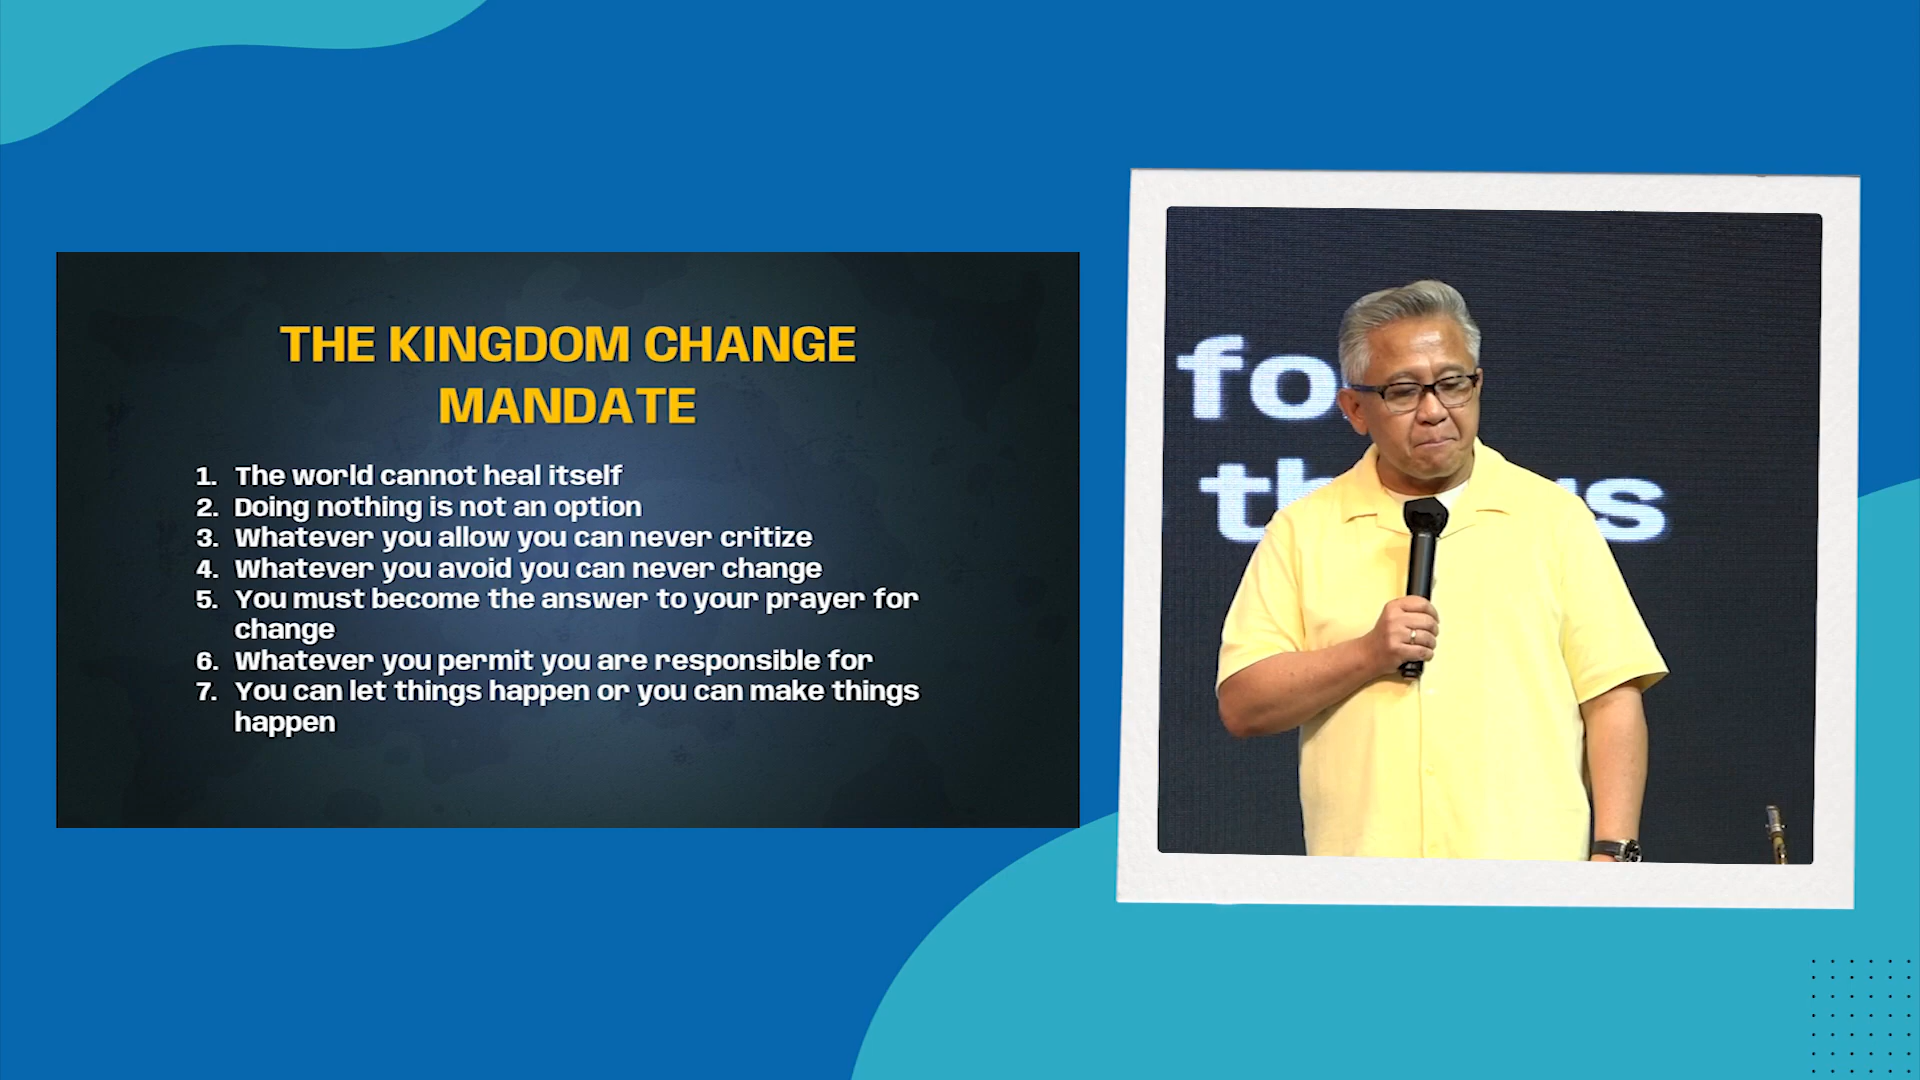 THE KINGDOM CHANGE
MANDATE
1. The world cannot heal itself
2. Doing nothing is not an option
3. Whatever you allow you can never critize
4. Whatever you avoid you can never change
5. You must become the answer to your prayer for
change
6. Whatever you permit you are responsible for
7. You can let things happen or you can make things
happen